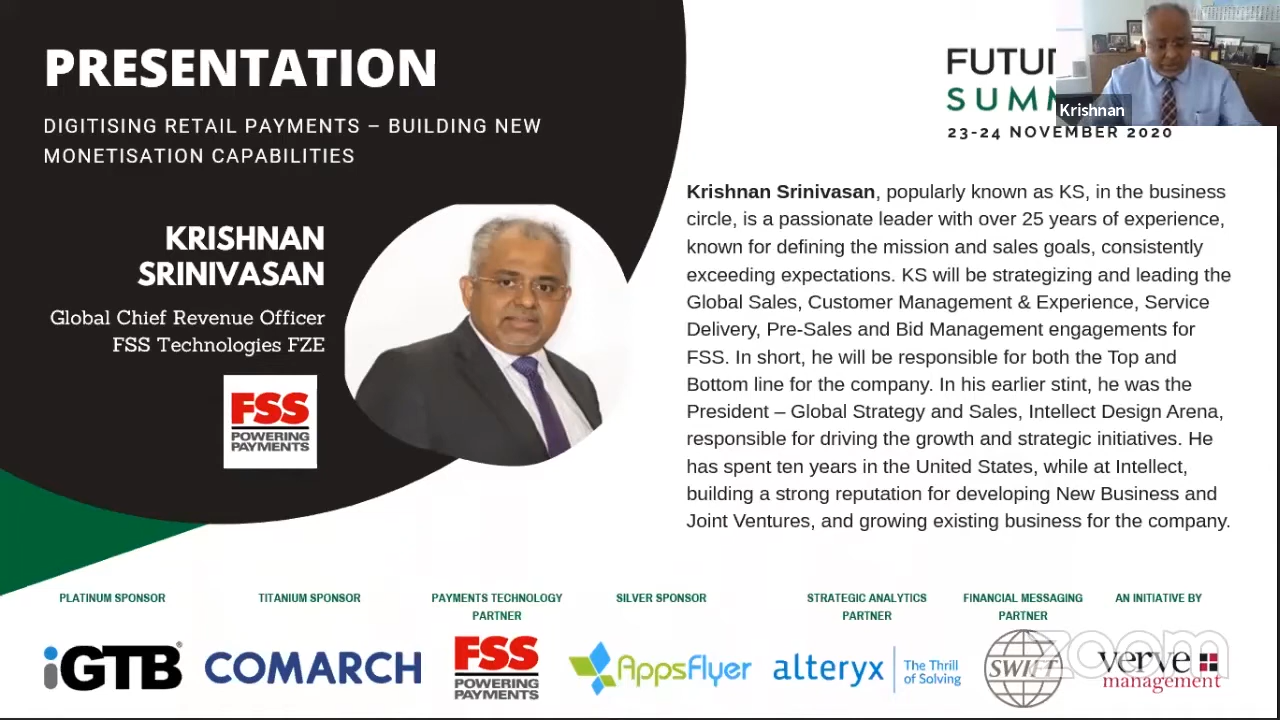 PRESENTATION
DIGITISING RETAIL PAYMENTS – BUILDING NEW
MONETISATION CAPABILITIES
KRISHNAN
SRINIVASAN
Global Chief Revenue Officer
FSS Technologies FZE
FSS
POWERING
PAYMENTS
Krishnan
23-24 NOVEMBER 2020
Krishnan Srinivasan, popularly known as KS, in the business
circle, is a passionate leader with over 25 years of experience,
known for defining the mission and sales goals, consistently
exceeding expectations. KS will be strategizing and leading the
Global Sales, Customer Management & Experience, Service
Delivery, Pre-Sales and Bid Management engagements for
FSS. In short, he will be responsible for both the Top and
Bottom line for the company. In his earlier stint, he was the
President – Global Strategy and Sales, Intellect Design Arena,
responsible for driving the growth and strategic initiatives. He
has spent ten years in the United States, while at Intellect,
building a strong reputation for developing New Business and
Joint Ventures, and growing existing business for the company.
PLATINUM SPONSOR
iGTB®
TITANIUM SPONSOR
COMARCH
PAYMENTS TECHNOLOGY
PARTNER
FSS
POWERING
PAYMENTS
SILVER SPONSOR
AppsFlyer
STRATEGIC ANALYTICS
PARTNER
alteryx
The Thrill
of Solving
FINANCIAL MESSAGING
PARTNER
SWIFT
AN INITIATIVE BY
verve
management
zoom